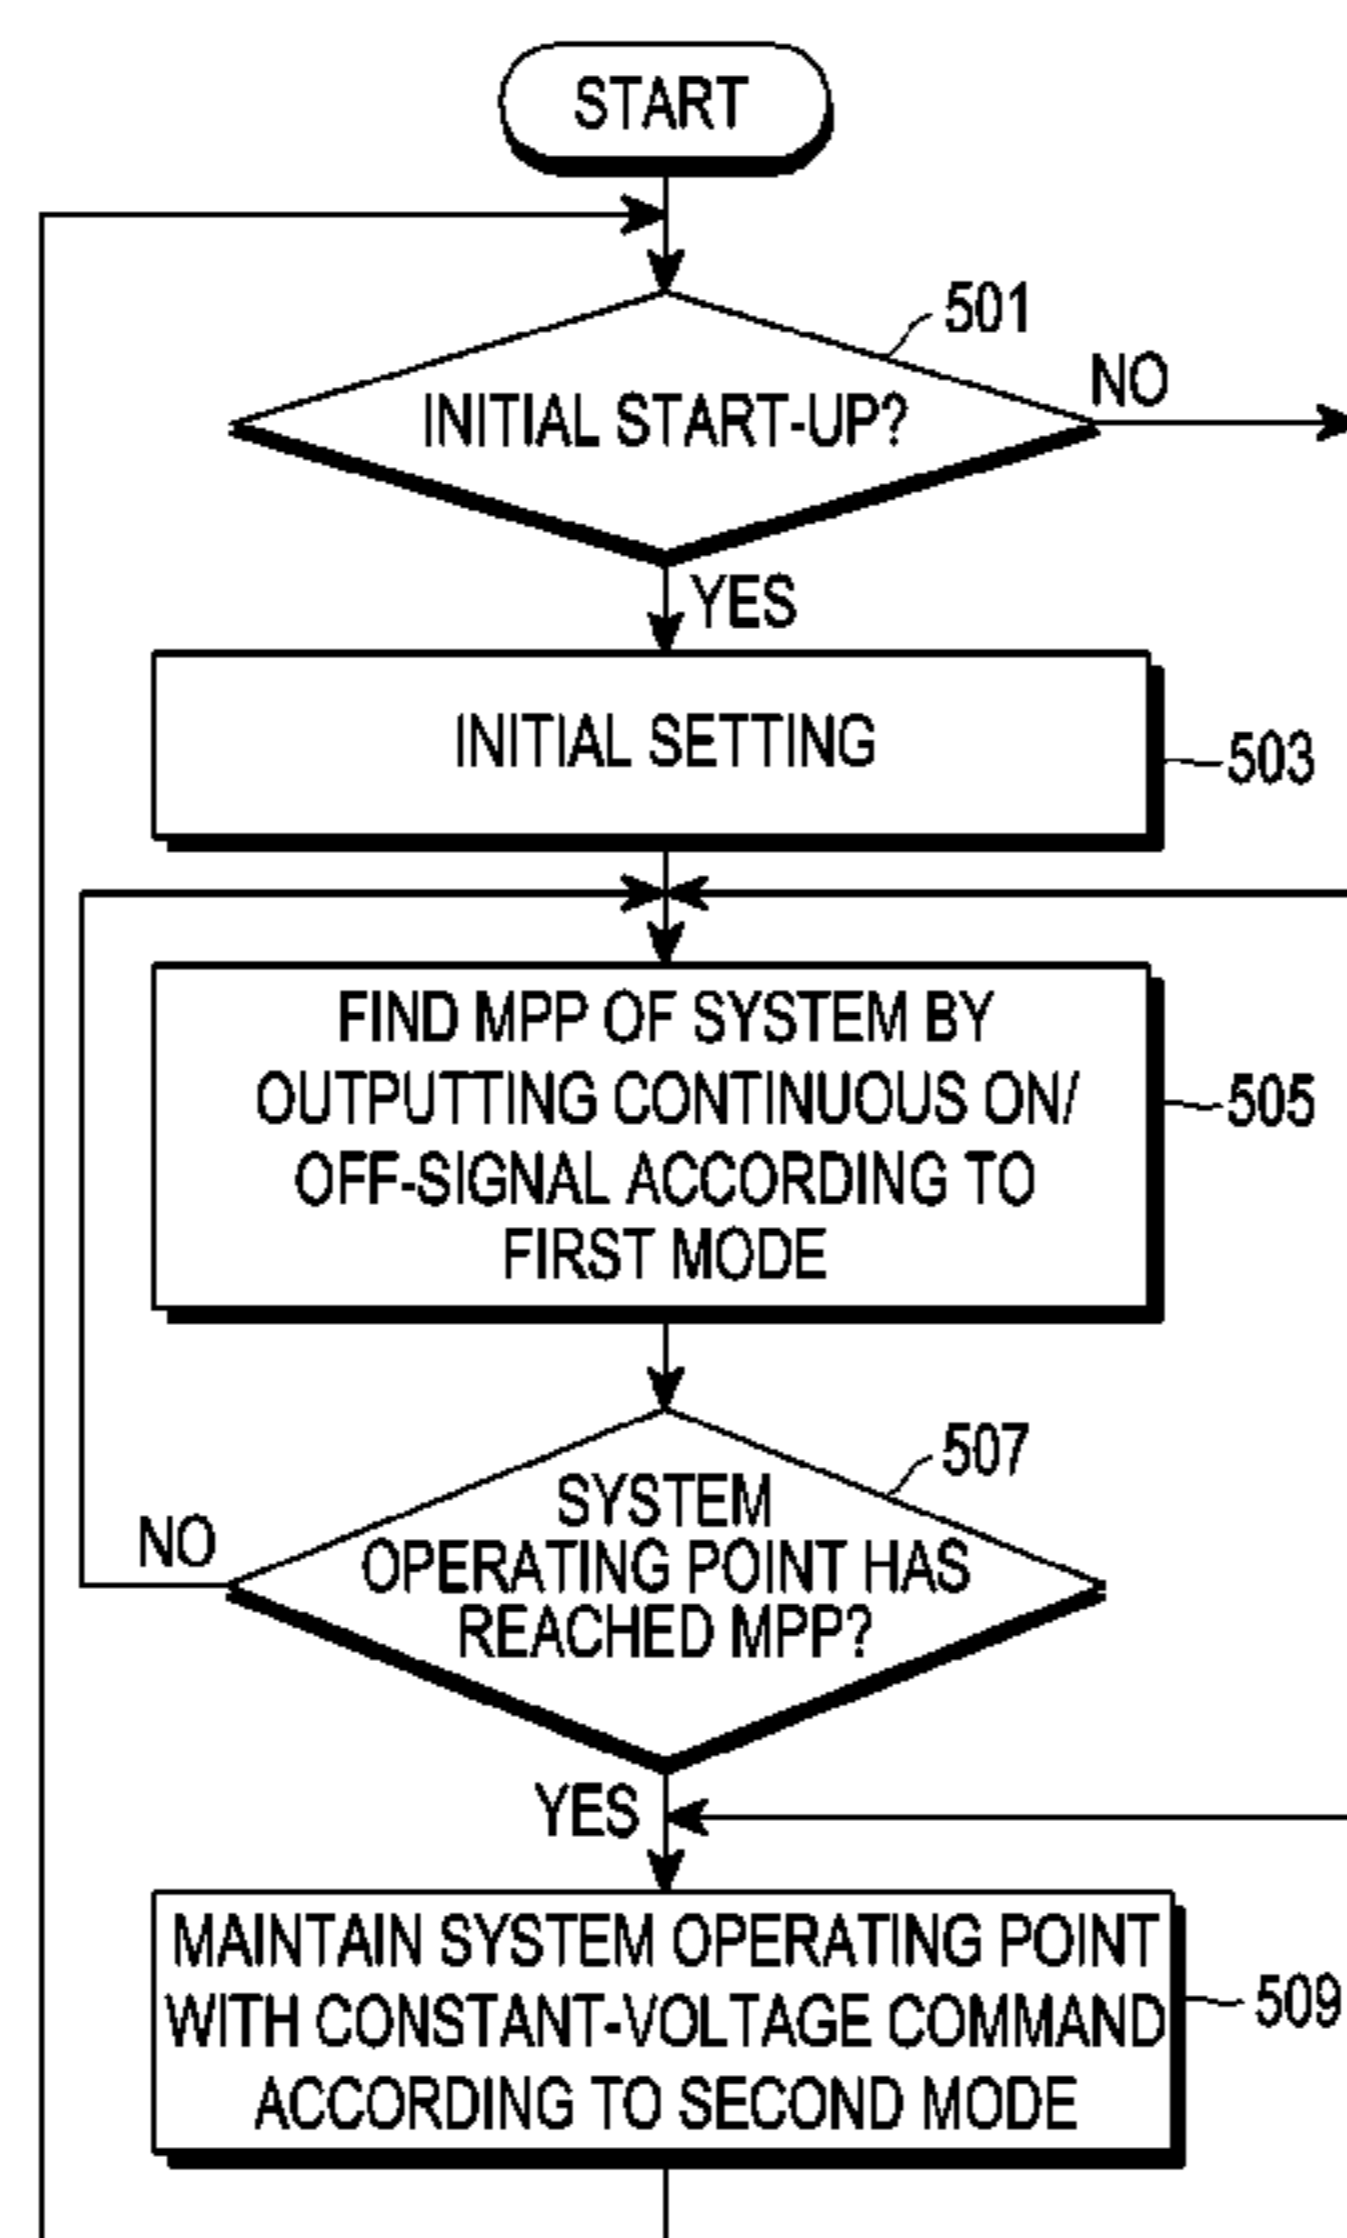 START
501
INITIAL START-UP?
NO
YES
INITIAL SETTING
503
FIND MPP OF SYSTEM BY
OUTPUTTING CONTINUOUS ON/
OFF-SIGNAL ACCORDING TO
FIRST MODE
505
507
SYSTEM
OPERATING POINT HAS
REACHED MPP?
NO
YES
MAINTAIN SYSTEM OPERATING POINT
WITH CONSTANT-VOLTAGE COMMAND
ACCORDING TO SECOND MODE
509